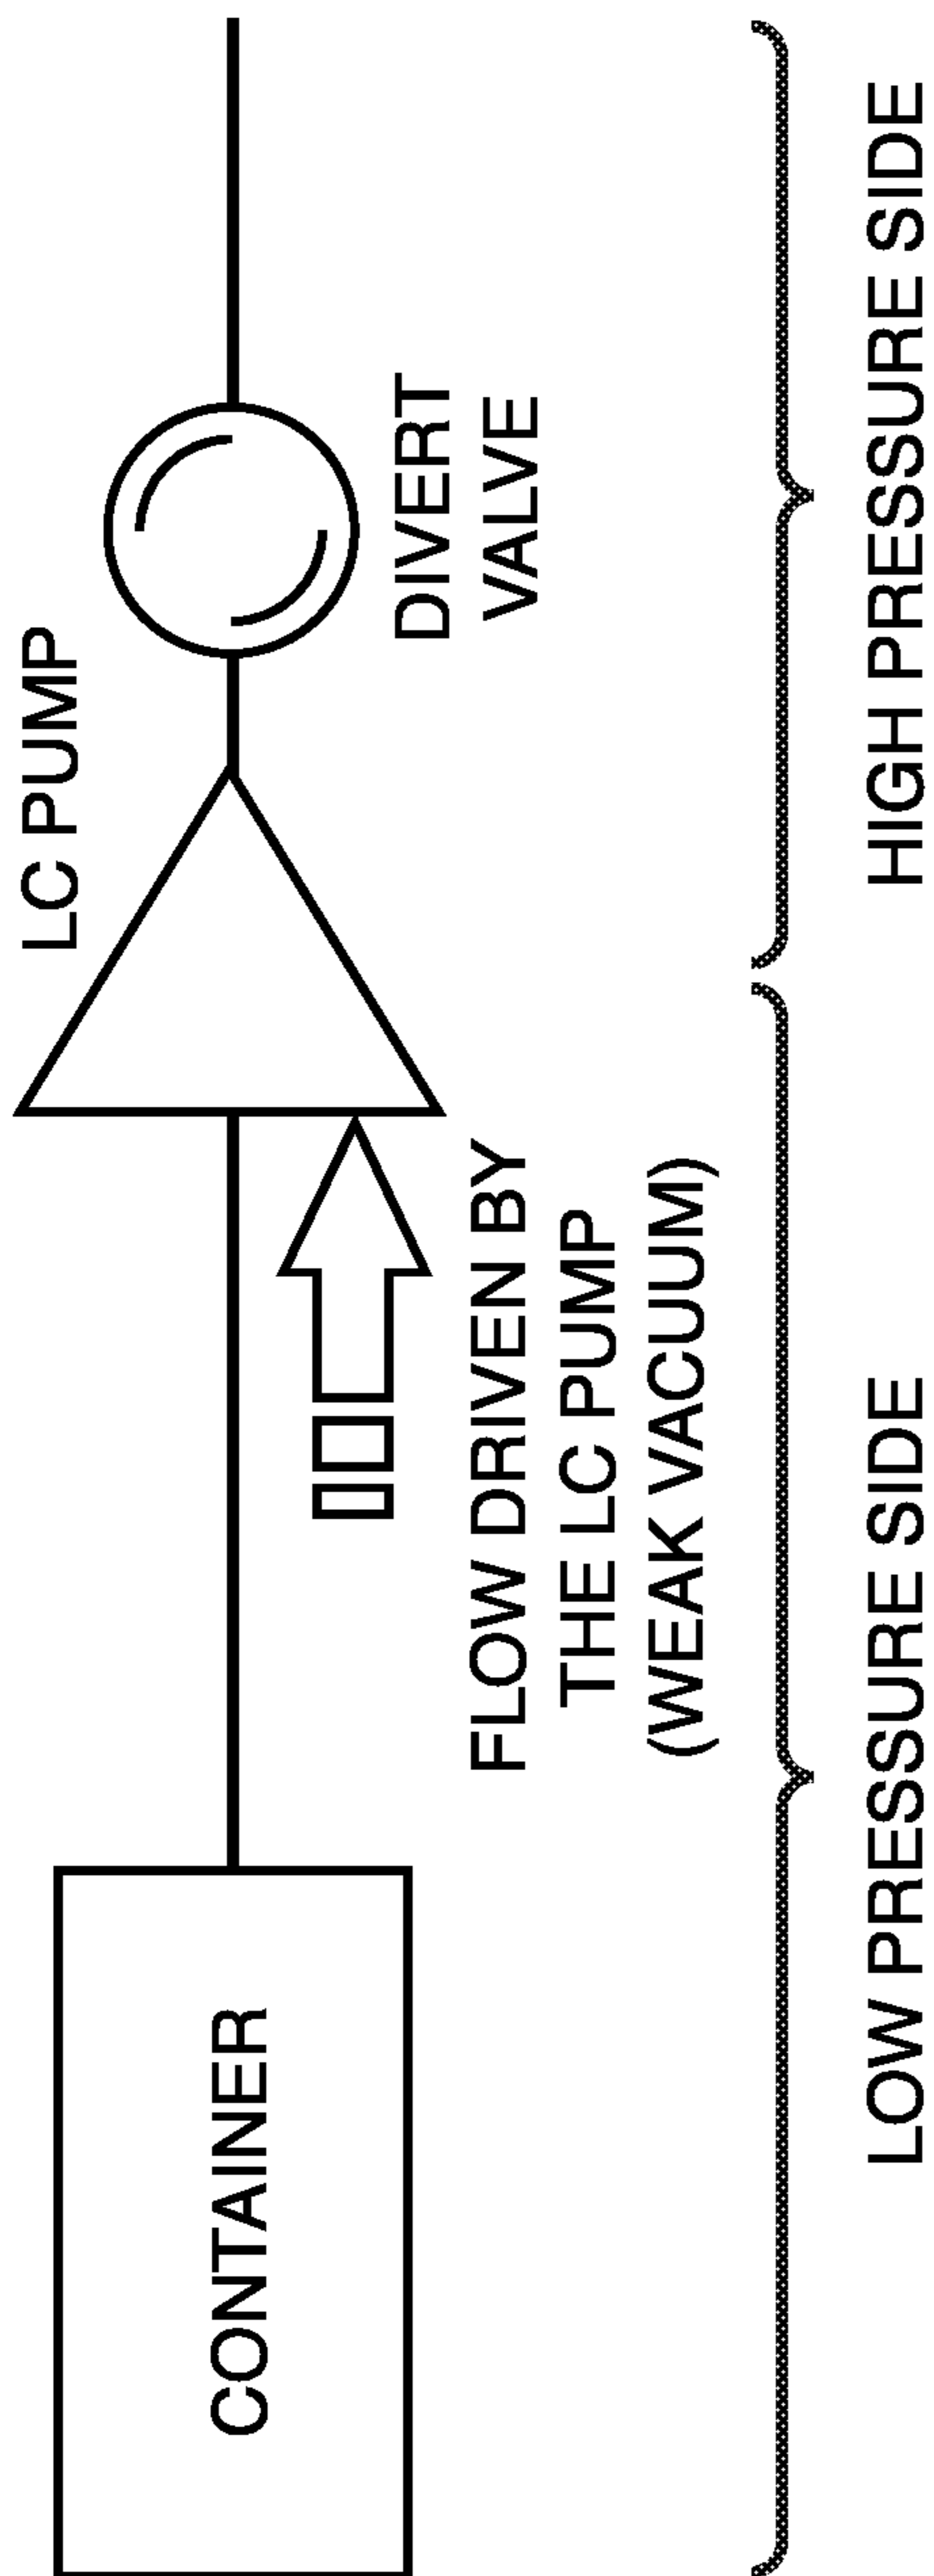 CONTAINER
LC PUMP
DIVERT
VALVE
FLOW DRIVEN BY
THE LC PUMP
(WEAK VACUUM)
LOW PRESSURE SIDE
HIGH PRESSURE SIDE